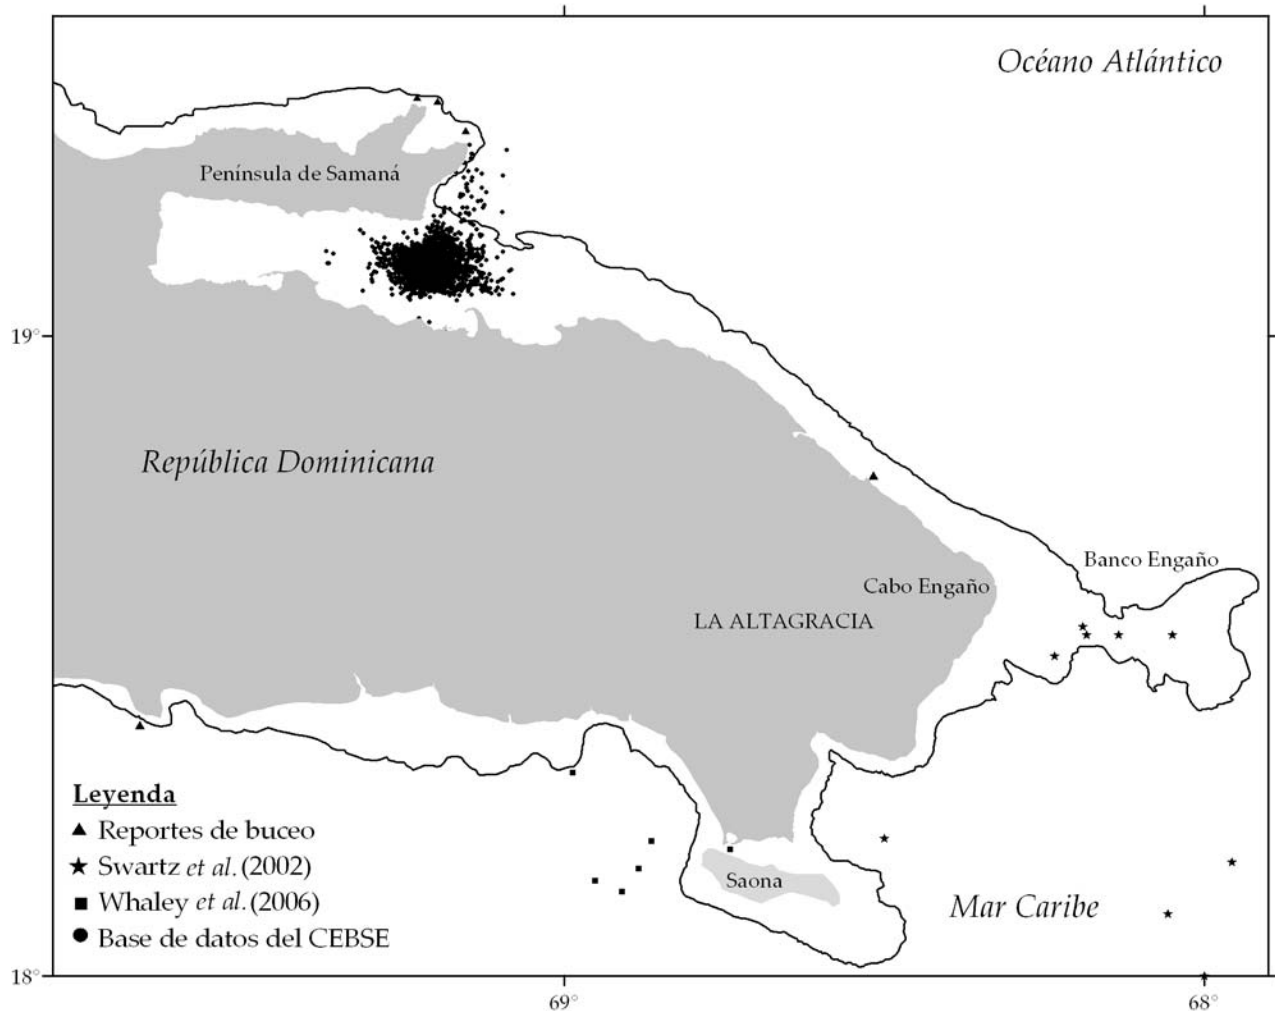 Océano Atlántico
Península de Samaná
19°
República Dominicana
Banco Engaño
Cabo Engaño
LA ALTAGRACIA
Leyenda
Reportes de buceo
Swartz et al. (2002)
Saona
Whaley et al. (2006)
Mar Caribe
Base de datos del CEBSE
18°
69°
68°